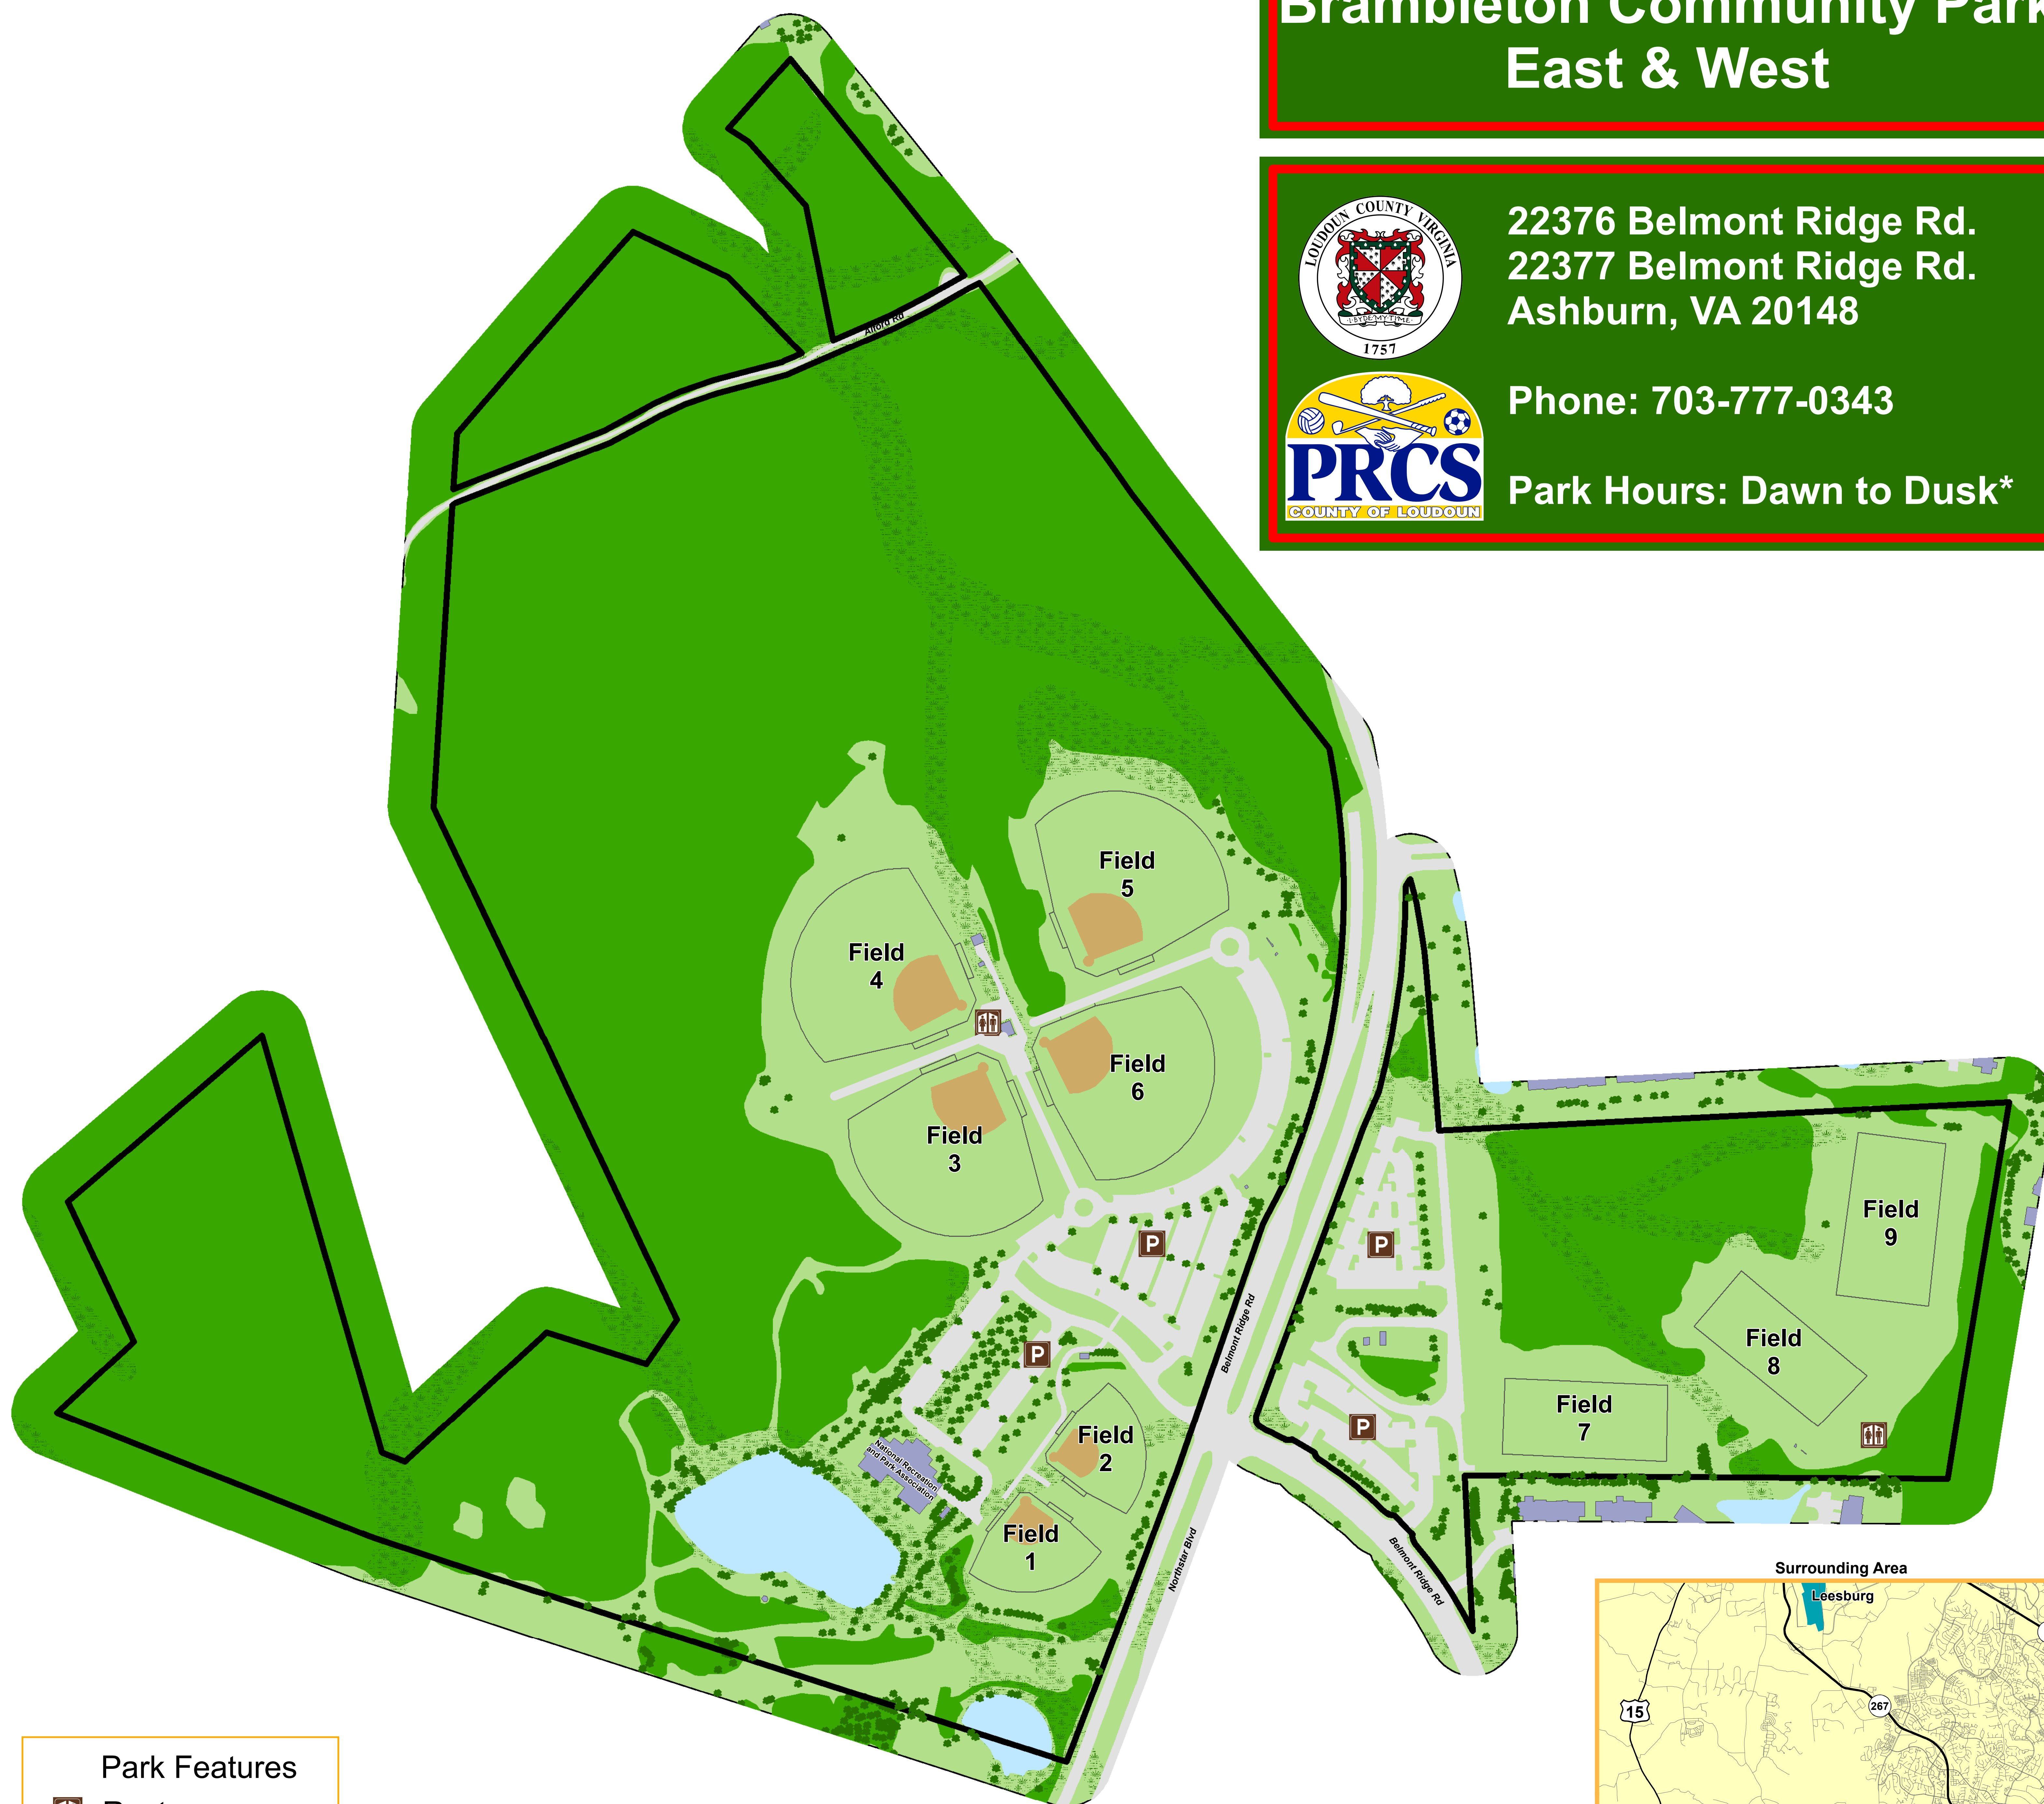 Brambleton Community Park
East & West
LOUDOUN COUNTY VIRGINIA
I BYDE MY TIME
1757
22376 Belmont Ridge Rd.
22377 Belmont Ridge Rd.
Ashburn, VA 20148
PRCS
COUNTY OF LOUDOUN
Phone: 703-777-0343
Park Hours: Dawn to Dusk*
Alford Rd
Field
5
Field
4
Field
6
Field
3
Field
9
P
P
Belmont Ridge Rd
Field
8
P
Field
7
P
Field
2
National Recreation
and Park Association
Field
1
Northstar Blvd
Belmont Ridge Rd
Surrounding Area
Leesburg
15
267
Park Features